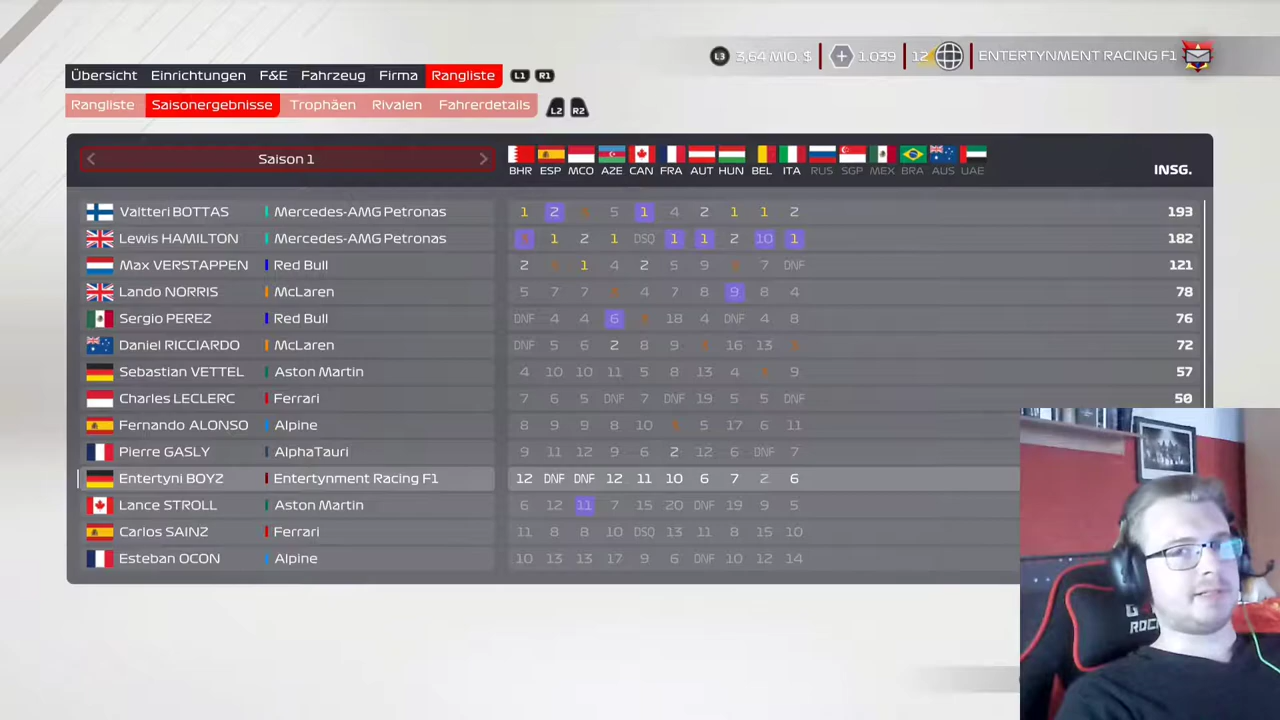 L3 3,64 MIO. $ 1.039 12 ENTERTYNMENT RACING F1
Übersicht Einrichtungen F&E Fahrzeug Firma Rangliste L1 R1
Rangliste Saisonergebnisse Trophäen Rivalen Fahrerdetails L2 R2
Saison 1
BHR ESP MCO AZE CAN FRA AUT HUN BEL ITA RUS SGP MEX BRA AUS UAE INSG.
Valtteri BOTTAS Mercedes-AMG Petronas 1 2 5 1 4 2 1 1 2 193
Lewis HAMILTON Mercedes-AMG Petronas 1 2 1 DSQ 1 1 2 10 1 182
Max VERSTAPPEN Red Bull 2 1 4 2 5 9 7 DNF 121
Lando NORRIS McLaren 5 7 7 4 7 8 9 8 4 78
Sergio PEREZ Red Bull DNF 4 4 6 18 4 DNF 4 8 76
Daniel RICCIARDO McLaren DNF 5 6 2 8 9 16 13 72
Sebastian VETTEL Aston Martin 4 10 10 11 5 8 13 4 9 57
Charles LECLERC Ferrari 7 6 5 DNF 7 DNF 19 5 5 DNF 50
Fernando ALONSO Alpine 8 9 9 8 10 5 17 6 11
Pierre GASLY AlphaTauri 9 11 12 9 6 2 12 6 DNF 7
Entertyni BOYZ Entertynment Racing F1 12 DNF DNF 12 11 10 6 7 2 6
Lance STROLL Aston Martin 6 12 11 7 15 20 DNF 19 9 5
Carlos SAINZ Ferrari 11 8 8 10 DSQ 13 11 8 15 10
Esteban OCON Alpine 10 13 13 17 9 6 DNF 10 12 14